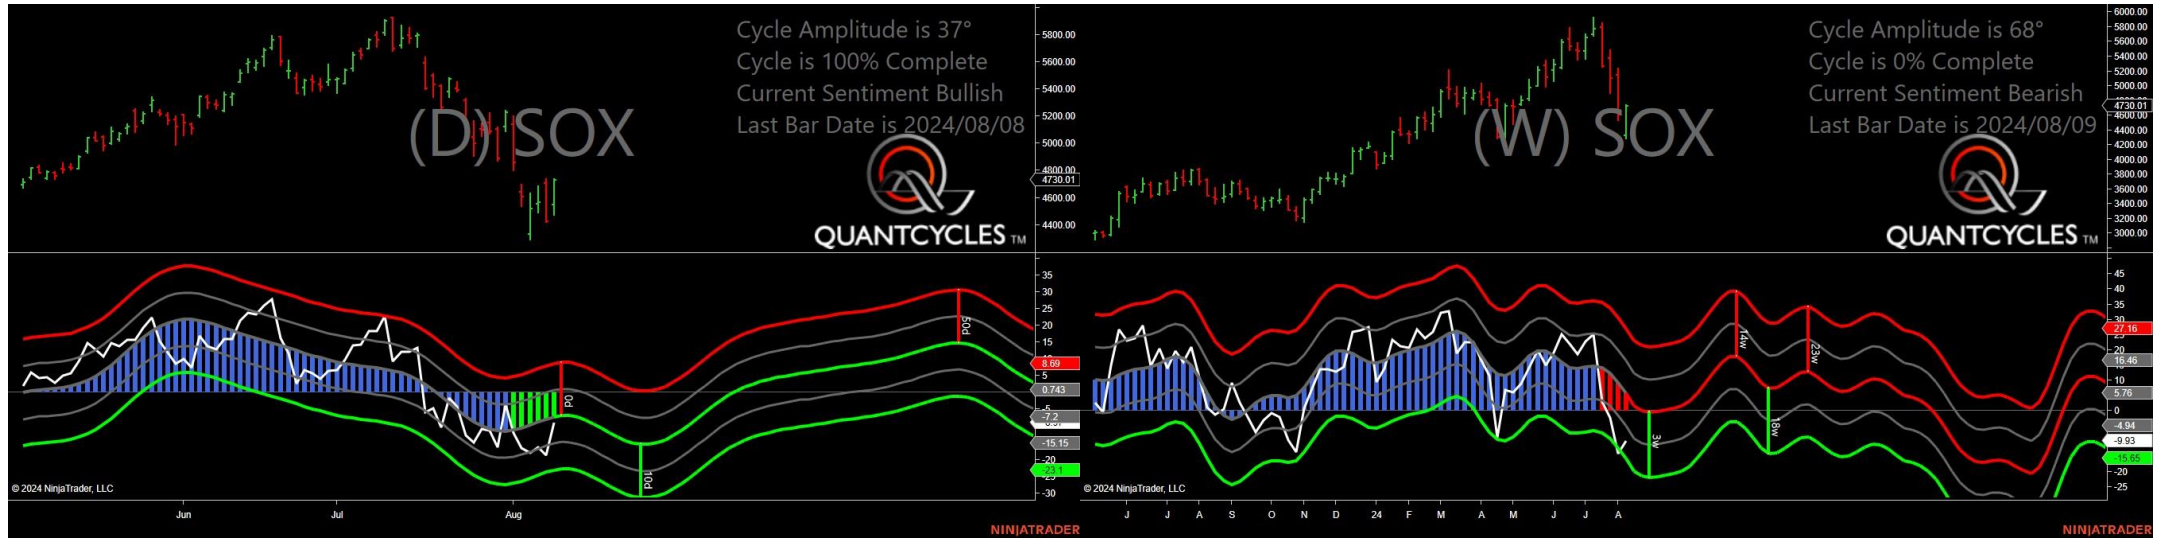 Cycle Amplitude is 37°
Cycle is 100% Complete
Current Sentiment Bullish
Last Bar Date is 2024/08/08
(D) SOX
QUANTCYCLES TM
5800.00
5600.00
5400.00
5200.00
5000.00
4800.00
4730.01
4600.00
4400.00
35
30
25
20
15
8.69
5
0.743
-5
-7.2
-15.15
-20
-23.1
-30
50d
0d
10d
© 2024 NinjaTrader, LLC
Jun
Jul
Aug
NINJATRADER
Cycle Amplitude is 68°
Cycle is 0% Complete
Current Sentiment Bearish
Last Bar Date is 2024/08/09
(W) SOX
QUANTCYCLES TM
6000.00
5800.00
5600.00
5400.00
5200.00
5000.00
4730.01
4600.00
4400.00
4200.00
4000.00
3800.00
3600.00
3400.00
3200.00
3000.00
45
40
35
30
27.16
20
16.46
10
5.76
0
-4.94
-9.93
-15.65
-20
-25
14w
23w
3w
18w
© 2024 NinjaTrader, LLC
J
J
A
S
O
N
D
24
F
M
A
M
J
J
A
NINJATRADER